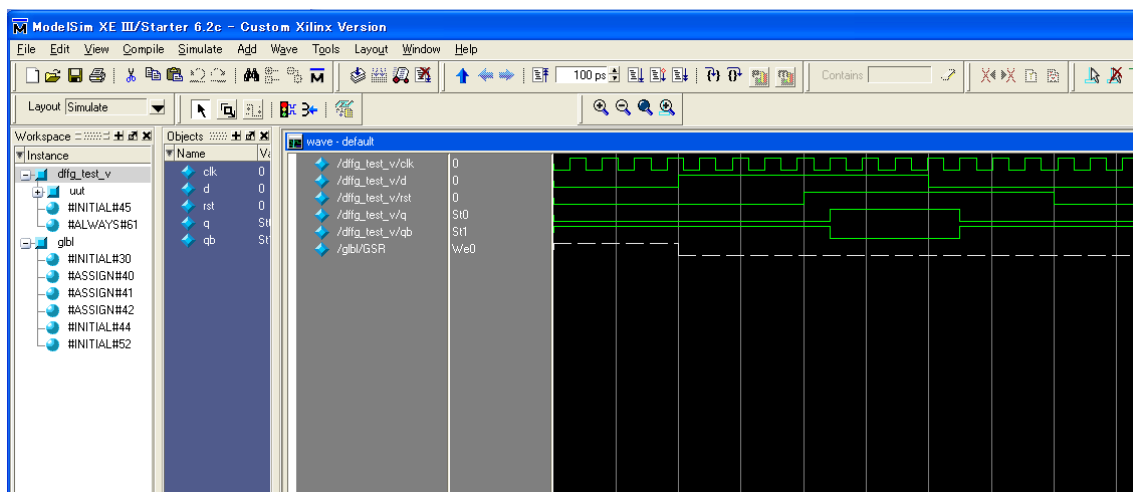 ModelSim XE III/Starter 6.2c - Custom Xilinx Version
File Edit View Compile Simulate Add Wave Tools Layout Window Help
100 ps
Contains
Layout Simulate
Workspace
Instance
dffg_test_v
uut
#INITIAL#45
#ALWAYS#61
glbl
#INITIAL#30
#ASSIGN#40
#ASSIGN#41
#ASSIGN#42
#INITIAL#44
#INITIAL#52
Objects
Name
clk 0
d 0
rst 0
q
qb
wave - default
/dffg_test_v/clk 0
/dffg_test_v/d 0
/dffg_test_v/rst 0
/dffg_test_v/q St0
/dffg_test_v/qb St1
/glbl/GSR We0